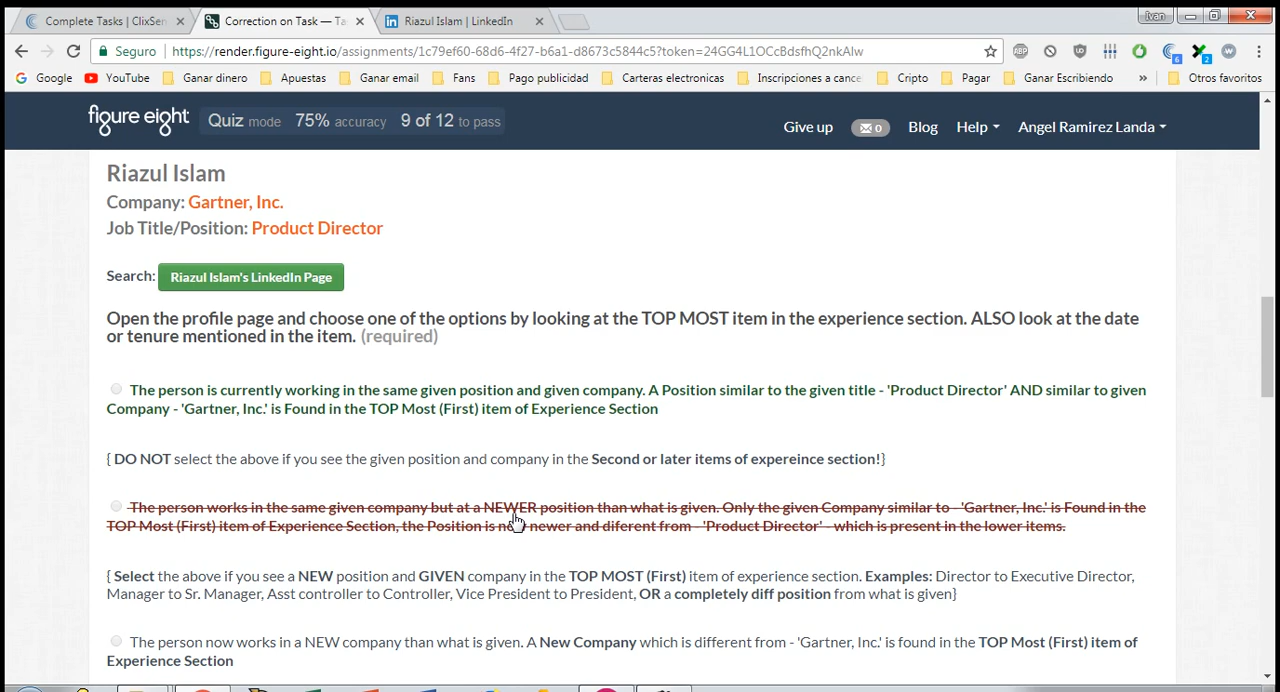 Complete Tasks | ClixSen
Correction on Task — Ta
Riazul Islam | LinkedIn
Ivan
Seguro
https://render.figure-eight.io/assignments/1c79ef60-68d6-4f27-b6a1-d8673c5844c5?token=24GG4L1OCcBdsfhQ2nkAlw
ABP
6
2
Google YouTube Ganar dinero Apuestas Ganar email Fans Pago publicidad Carteras electronicas Inscripciones a cance Cripto Pagar Ganar Escribiendo » Otros favoritos
figure eight
Quiz mode 75% accuracy 9 of 12 to pass
Give up 0 Blog Help Angel Ramirez Landa
Riazul Islam
Company: Gartner, Inc.
Job Title/Position: Product Director
Search: Riazul Islam's LinkedIn Page
Open the profile page and choose one of the options by looking at the TOP MOST item in the experience section. ALSO look at the date
or tenure mentioned in the item. (required)
The person is currently working in the same given position and given company. A Position similar to the given title - 'Product Director' AND similar to given
Company - 'Gartner, Inc.' is Found in the TOP Most (First) item of Experience Section
{ DO NOT select the above if you see the given position and company in the Second or later items of expereince section!}
The person works in the same given company but at a NEWER position than what is given. Only the given Company similar to - 'Gartner, Inc.' is Found in the
TOP Most (First) item of Experience Section, the Position is newer and diferent from - 'Product Director' - which is present in the lower items.
{ Select the above if you see a NEW position and GIVEN company in the TOP MOST (First) item of experience section. Examples: Director to Executive Director,
Manager to Sr. Manager, Asst controller to Controller, Vice President to President, OR a completely diff position from what is given}
The person now works in a NEW company than what is given. A New Company which is different from - 'Gartner, Inc.' is found in the TOP Most (First) item of
Experience Section